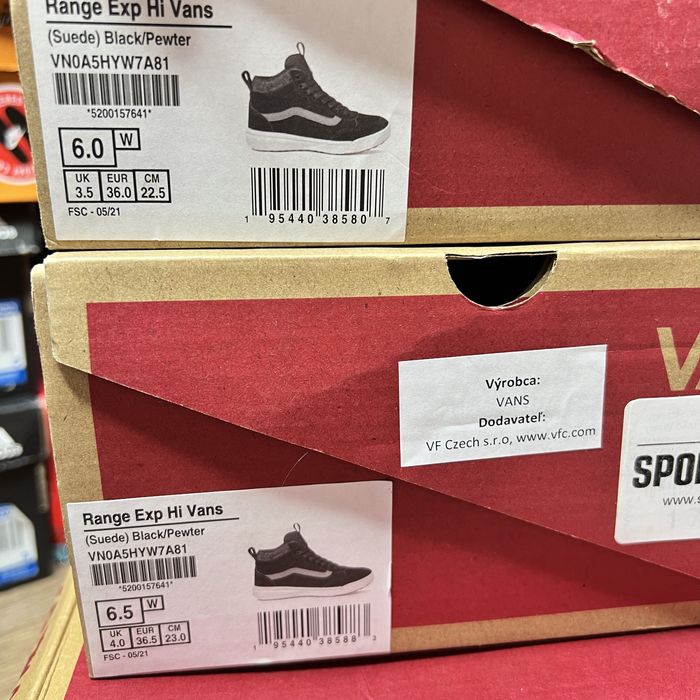 Range Exp Hi Vans
(Suede) Black/Pewter
VN0A5HYW7A81
*5200157641*
6.0 W
UK EUR CM
3.5 36.0 22.5
FSC - 05/21
1 95440 38580 7
Výrobca:
VANS
Dodavateľ:
VF Czech s.r.o, www.vfc.com
V
SPO
www.s
Range Exp Hi Vans
(Suede) Black/Pewter
VN0A5HYW7A81
*5200157641*
6.5 W
UK EUR CM
4.0 36.5 23.0
FSC - 05/21
1 95440 38588 3